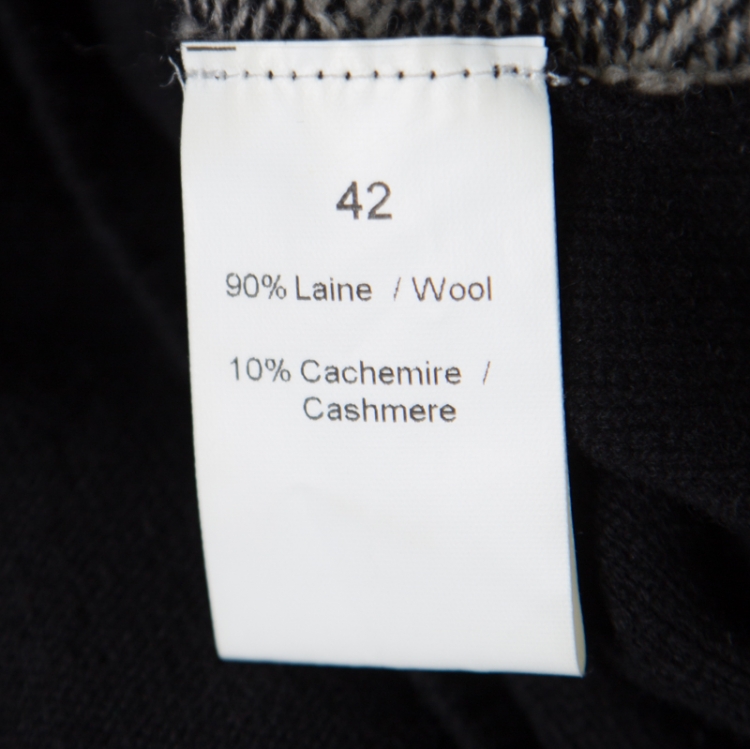 42
90% Laine / Wool
10% Cachemire /
Cashmere